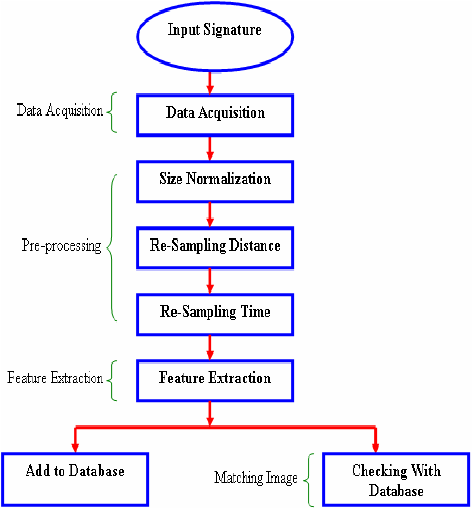 Input Signature
Data Acquisition
Data Acquisition
Size Normalization
Pre-processing
Re-Sampling Distance
Re-Sampling Time
Feature Extraction
Feature Extraction
Add to Database
Matching Image
Checking With
Database